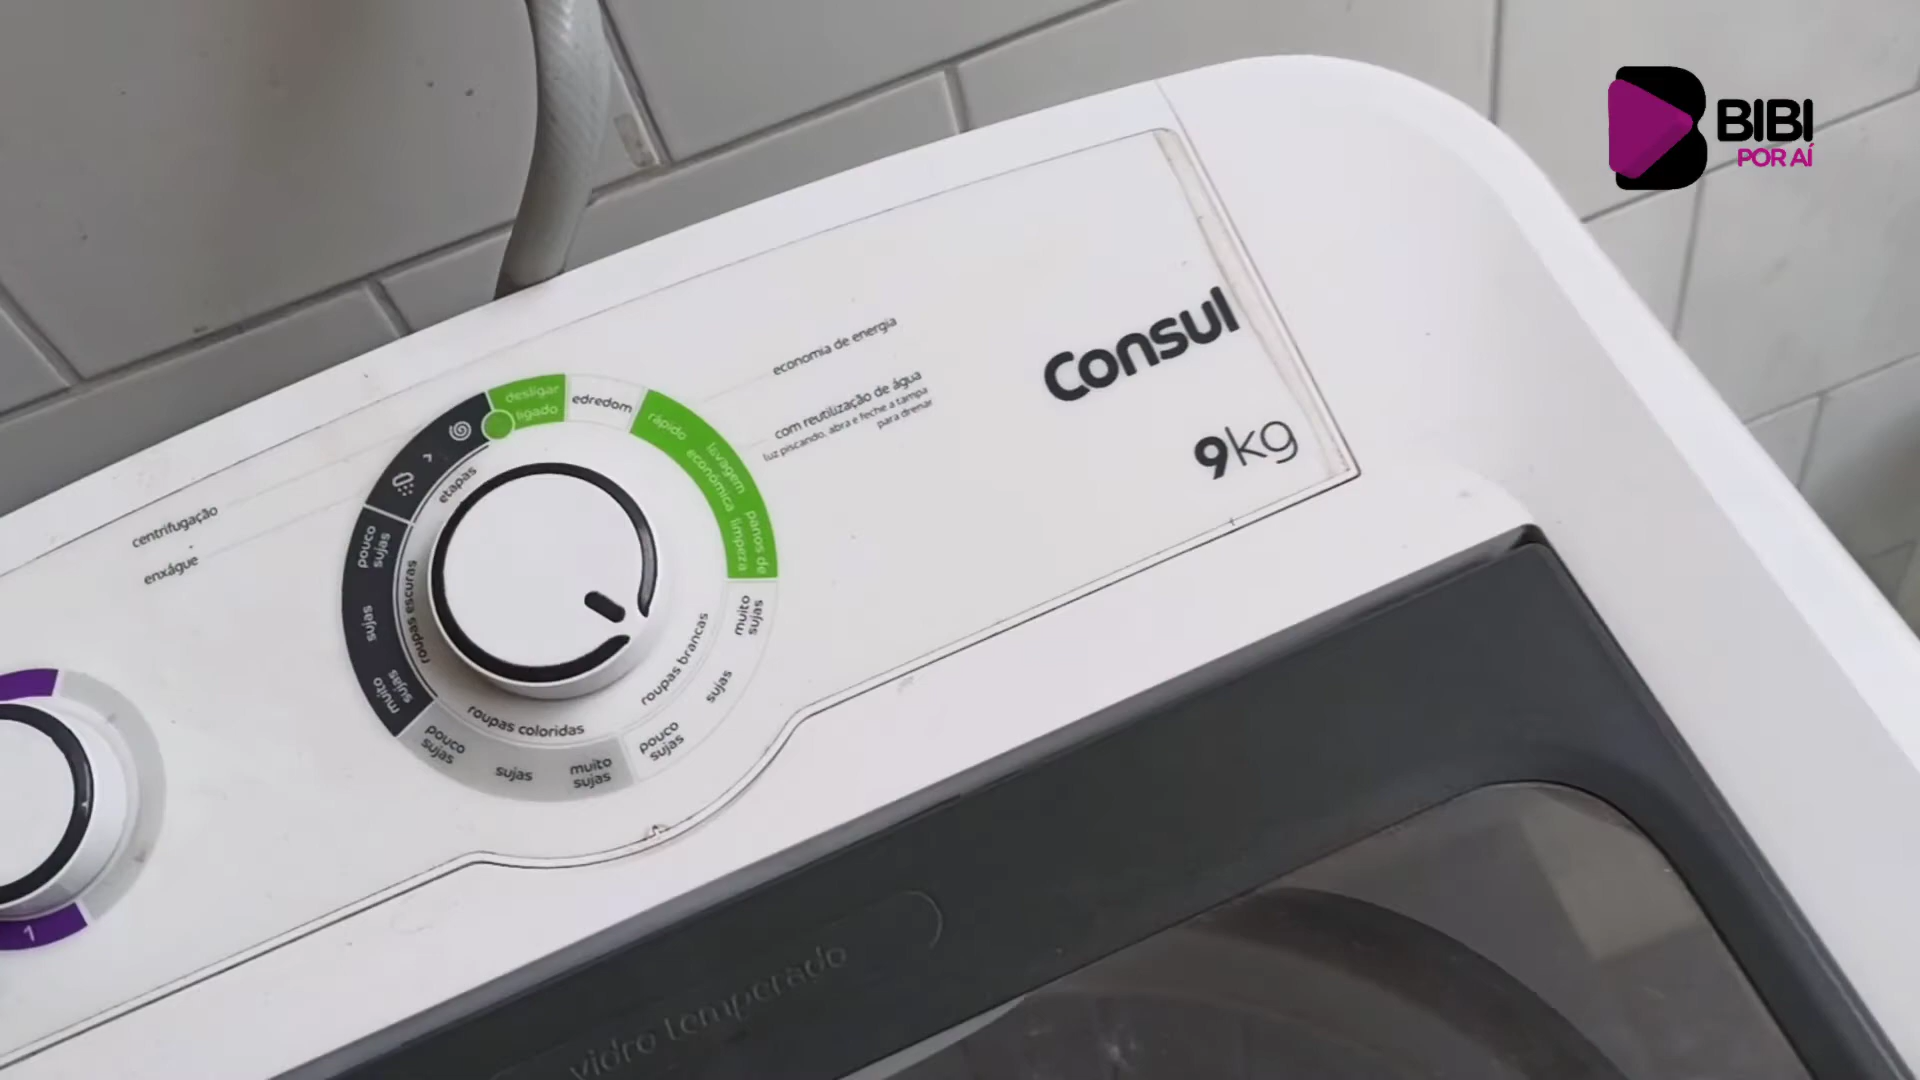 BIBI
POR AÍ
economia de energia
com reutilização de água
luz piscando, abra e feche a tampa
para drenar
Consul
9kg
centrifugação
enxágue
desligar
ligado
edredom
rápido
lavagem
econômica
panos de
limpeza
muito
sujas
sujas
pouco
sujas
roupas brancas
muito
sujas
sujas
pouco
sujas
roupas coloridas
muito
sujas
sujas
pouco
sujas
roupas escuras
etapas
1
vidro temperado